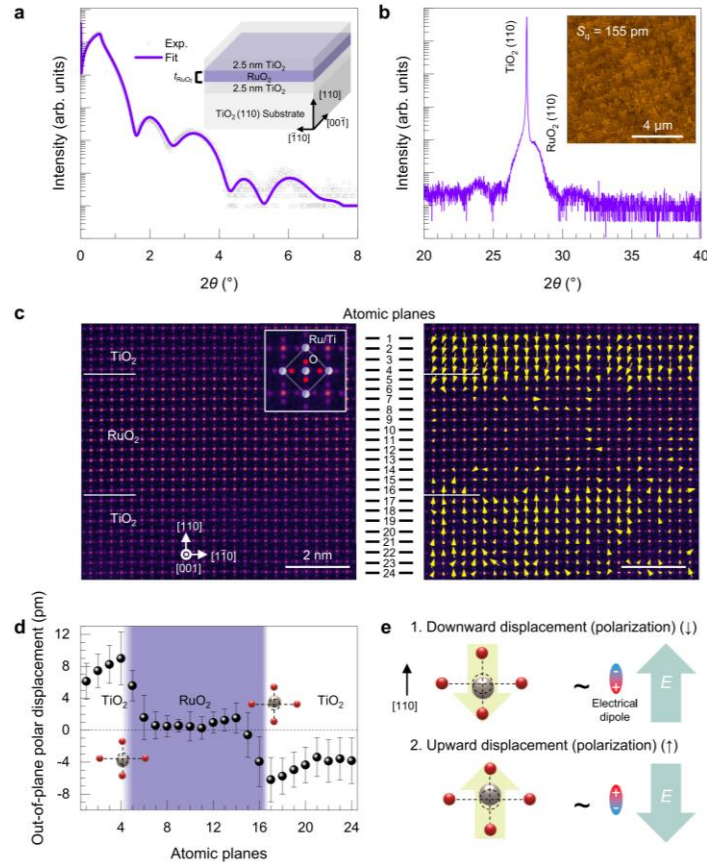 a
Intensity (arb. units)
Exp.
Fit
2.5 nm TiO₂
tRuO₂
RuO₂
2.5 nm TiO₂
TiO₂ (110) Substrate
[110]
[001̄]
[1̄10]
0 2 4 6 8
2θ (°)
b
Intensity (arb. units)
TiO₂ (110)
RuO₂ (110)
Sq = 155 pm
4 μm
20 25 30 35 40
2θ (°)
c
Atomic planes
TiO₂
RuO₂
TiO₂
Ru/Ti
O
[110]
[11̄0]
[001]
2 nm
1
2
3
4
5
6
7
8
9
10
11
12
13
14
15
16
17
18
19
20
21
22
23
24
d
Out-of-plane polar displacement (pm)
12
8
4
0
-4
-8
TiO₂
RuO₂
TiO₂
0 4 8 12 16 20 24
Atomic planes
e
1. Downward displacement (polarization) (↓)
[110]
~
-
+
Electrical
dipole
E
2. Upward displacement (polarization) (↑)
~
+
-
E